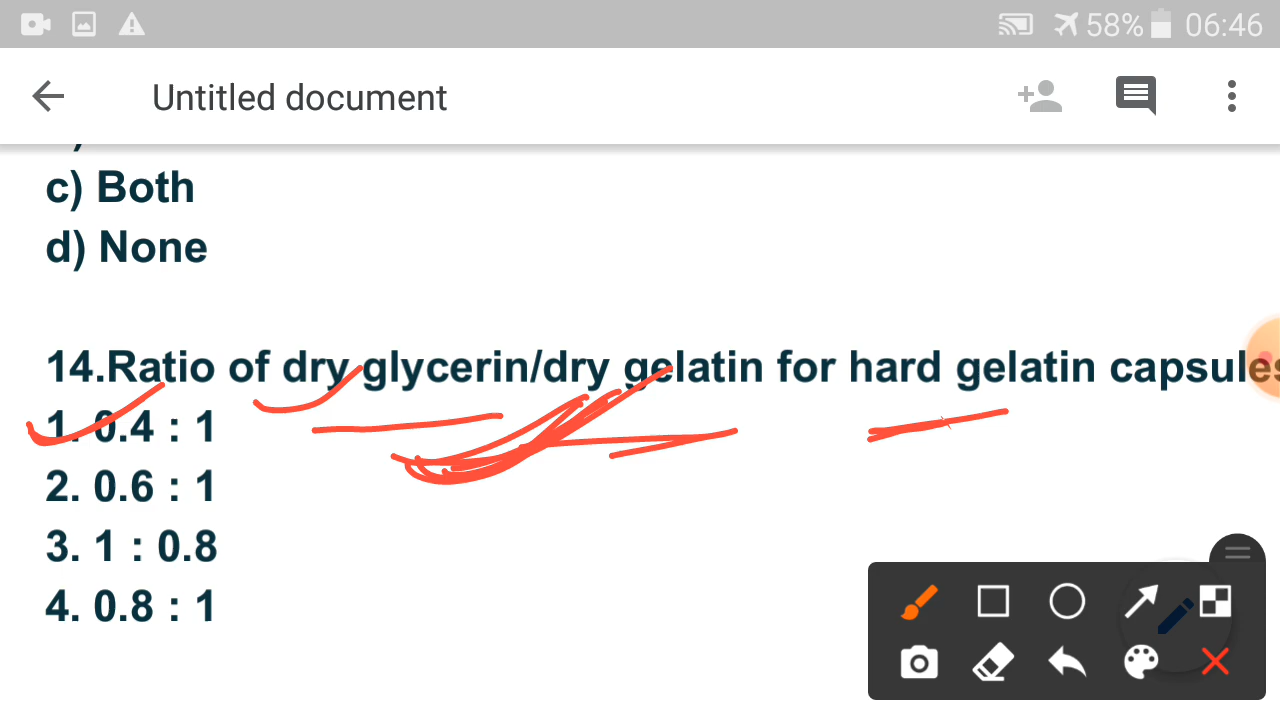 58% 06:46
Untitled document
c) Both
d) None
14.Ratio of dry glycerin/dry gelatin for hard gelatin capsules
1. 0.4 : 1
2. 0.6 : 1
3. 1 : 0.8
4. 0.8 : 1